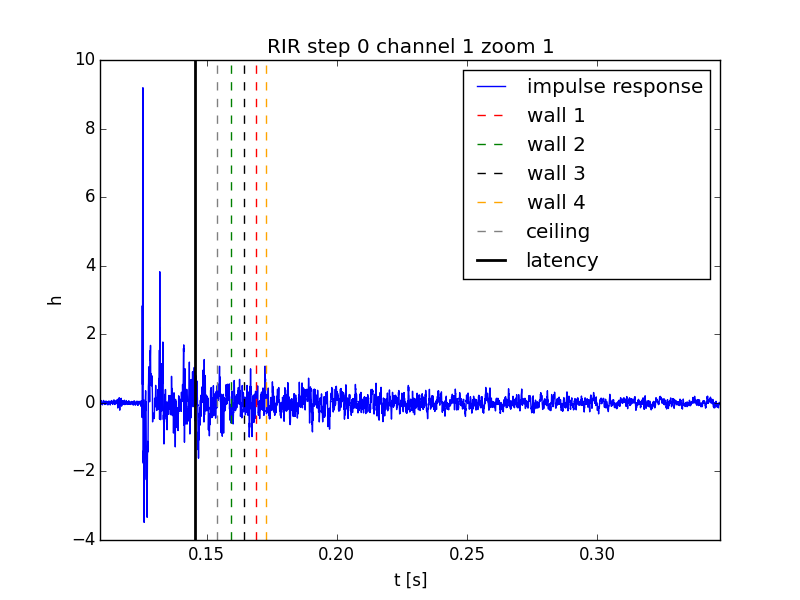 RIR step 0 channel 1 zoom 1
10
8
6
4
2
0
−2
−4
h
impulse response
wall 1
wall 2
wall 3
wall 4
ceiling
latency
0.15 0.20 0.25 0.30
t [s]